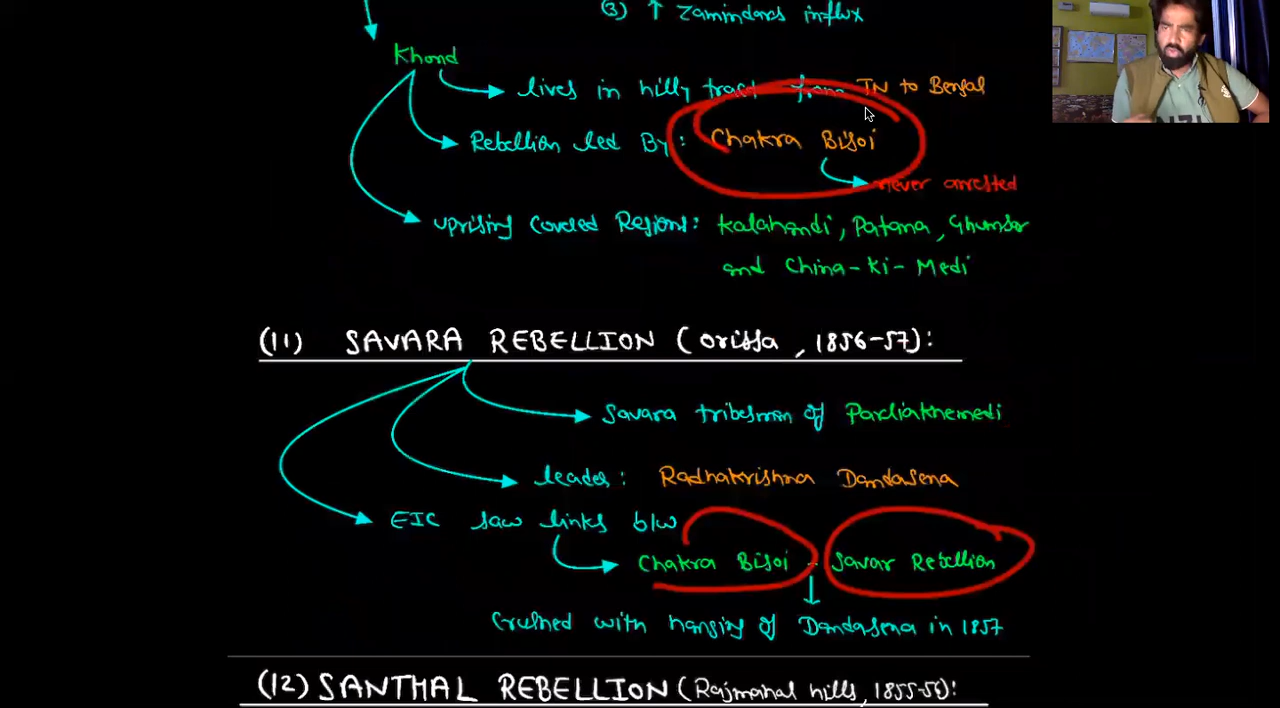 (3) ↑ Zamindars influx
Khond
lives in hilly tract from TN to Bengal
Rebellion led By: Chakra Bisoi
never arrested
uprising Covered Regions: Kalahandi, Patana, Ghumsar
and China-Ki-Medi
(11) SAVARA REBELLION (Orissa, 1856-57):
Savara tribesmen of Parliakhemedi
leader: Radhakrishna Dandasena
EIC saw links b/w
Chakra Bisoi - Savar Rebellion
Crushed with hanging of Dandasena in 1857
(12) SANTHAL REBELLION (Rajmahal hills, 1855-56):